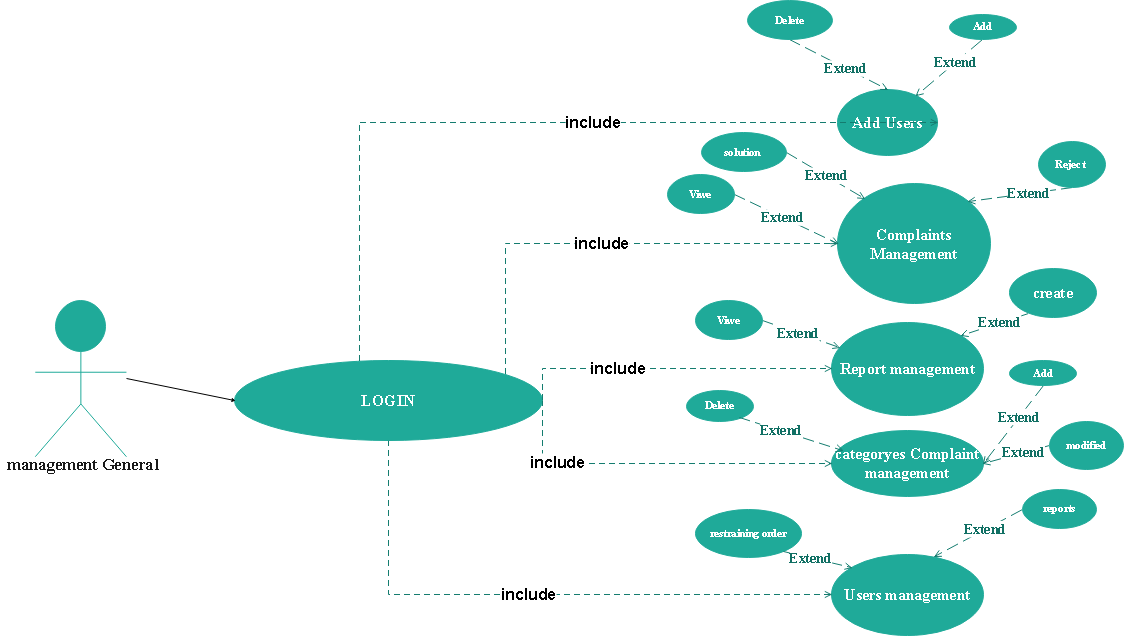 Delete
Add
Extend
Extend
include
Add Users
solution
Reject
Extend
Viwe
Extend
Extend
include
Complaints
Management
create
Viwe
Extend
Extend
include
Report management
Add
Delete
Extend
Extend
modified
include
categoryes Complaint
management
Extend
LOGIN
management General
reports
restraining order
Extend
Extend
include
Users management